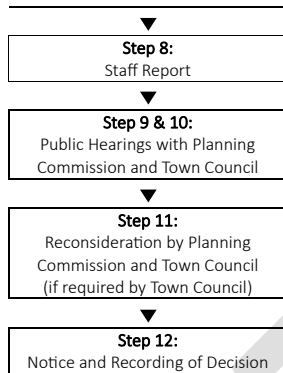 Step 8:
Staff Report
Step 9 & 10:
Public Hearings with Planning
Commission and Town Council
Step 11:
Reconsideration by Planning
Commission and Town Council
(if required by Town Council)
Step 12:
Notice and Recording of Decision